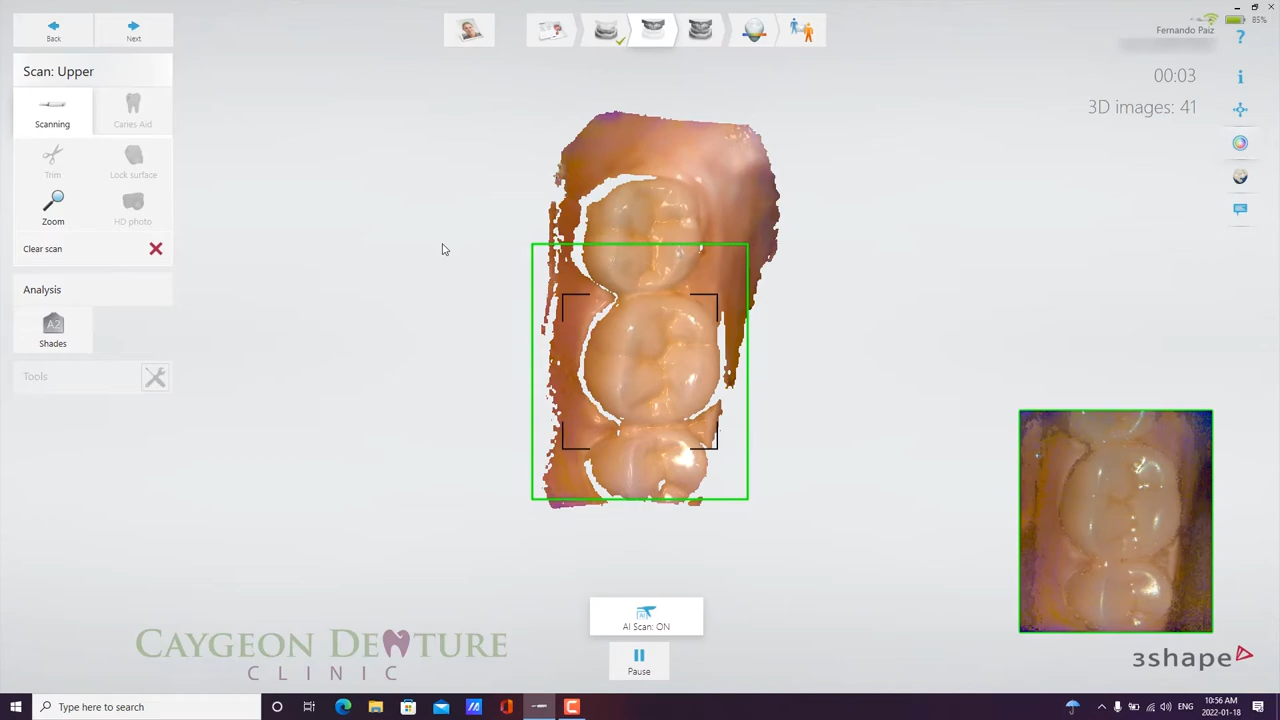 Back
Next
Scan: Upper
Scanning
Caries Aid
Trim
Lock surface
Zoom
HD photo
Clear scan
Analysis
A2
Shades
Tools
85%
Fernando Paiz
00:03
3D images: 41
AI
AI Scan: ON
Pause
CAYGEON DENTURE
CLINIC
3shape
Type here to search
ENG
10:56 AM
2022-01-18